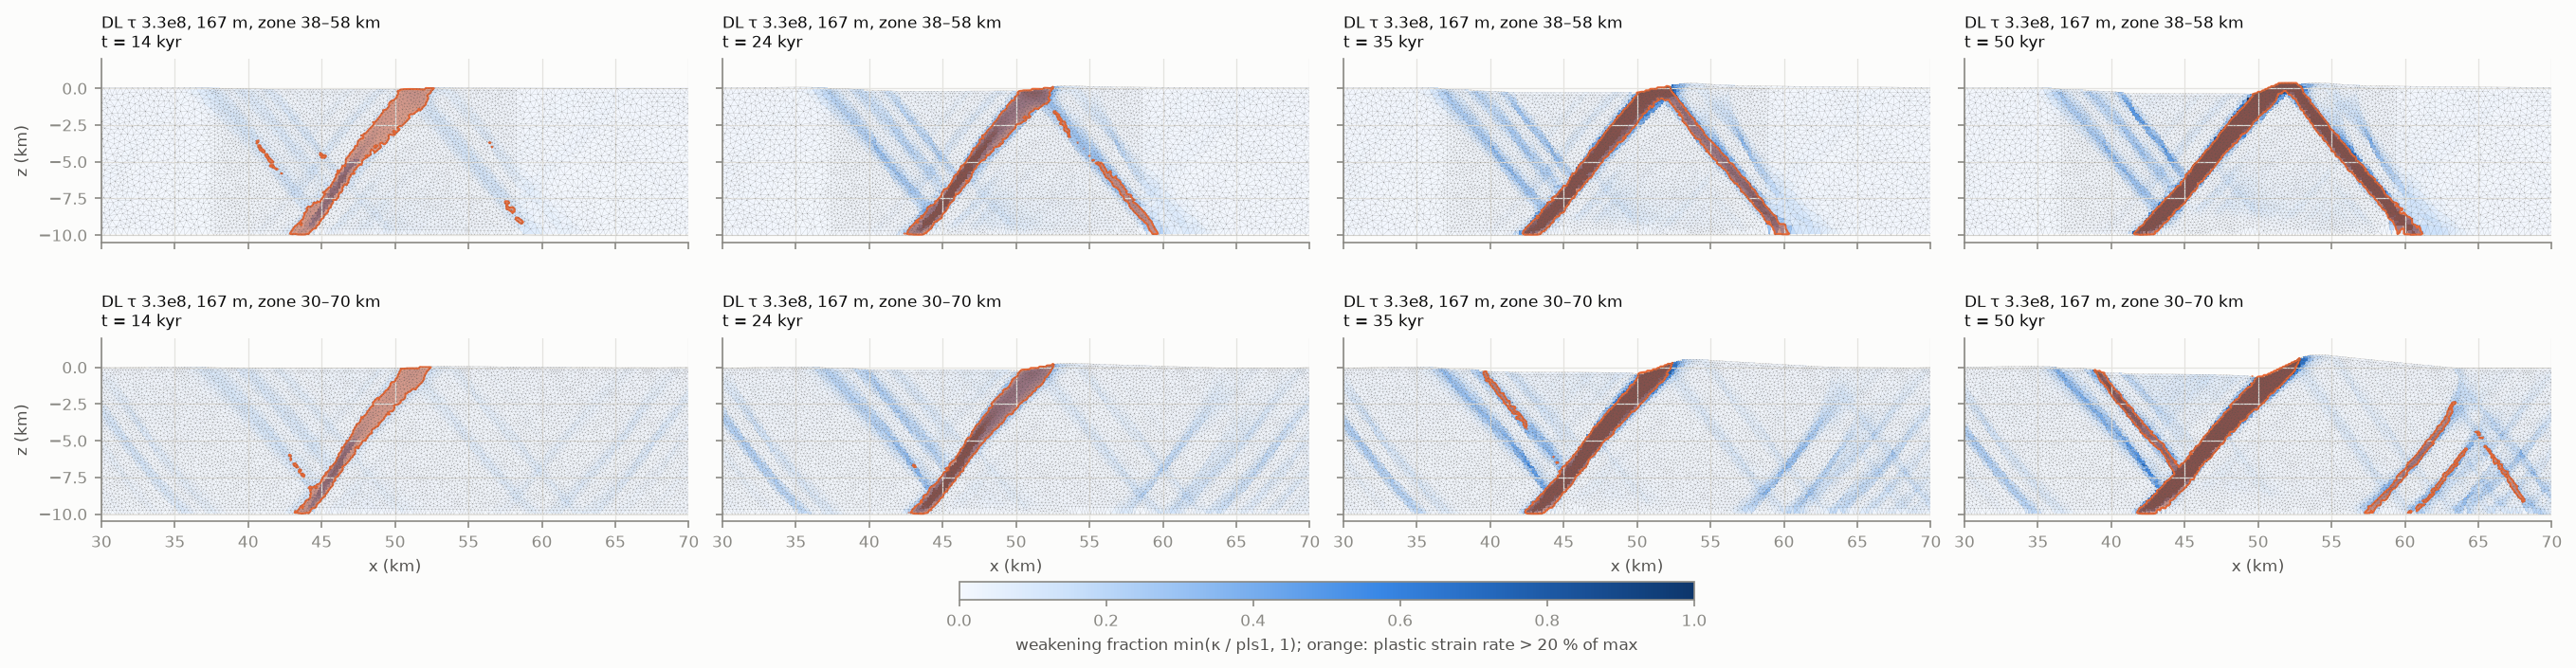 DL τ 3.3e8, 167 m, zone 38–58 km
t = 14 kyr
DL τ 3.3e8, 167 m, zone 38–58 km
t = 24 kyr
DL τ 3.3e8, 167 m, zone 38–58 km
t = 35 kyr
DL τ 3.3e8, 167 m, zone 38–58 km
t = 50 kyr
z (km)
0.0
−2.5
−5.0
−7.5
−10.0
DL τ 3.3e8, 167 m, zone 30–70 km
t = 14 kyr
DL τ 3.3e8, 167 m, zone 30–70 km
t = 24 kyr
DL τ 3.3e8, 167 m, zone 30–70 km
t = 35 kyr
DL τ 3.3e8, 167 m, zone 30–70 km
t = 50 kyr
z (km)
0.0
−2.5
−5.0
−7.5
−10.0
30 35 40 45 50 55 60 65 70
30 35 40 45 50 55 60 65 70
30 35 40 45 50 55 60 65 70
30 35 40 45 50 55 60 65 70
x (km)
x (km)
x (km)
x (km)
0.0 0.2 0.4 0.6 0.8 1.0
weakening fraction min(κ / pls1, 1); orange: plastic strain rate > 20 % of max